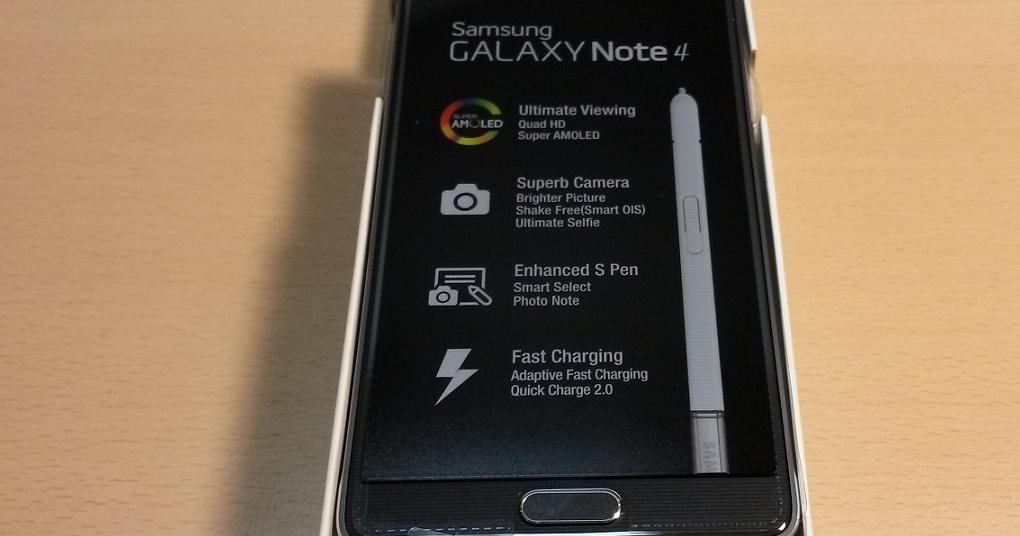 Samsung
GALAXY Note 4
SUPER
AMOLED
Ultimate Viewing
Quad HD
Super AMOLED
Superb Camera
Brighter Picture
Shake Free(Smart OIS)
Ultimate Selfie
Enhanced S Pen
Smart Select
Photo Note
Fast Charging
Adaptive Fast Charging
Quick Charge 2.0
SAM